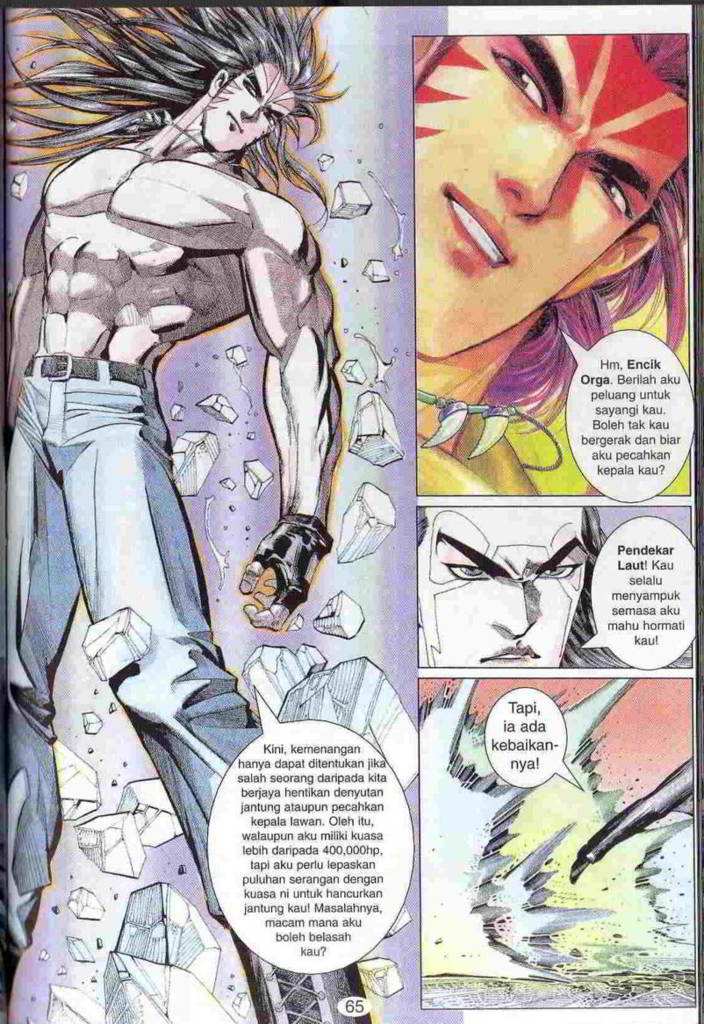 Kini, kemenangan
hanya dapat ditentukan jika
salah seorang daripada kita
berjaya hentikan denyutan
jantung ataupun pecahkan
kepala lawan. Oleh itu,
walaupun aku miliki kuasa
lebih daripada
400,000hp,
tapi aku perlu lepaskan
puluhan serangan dengan
kuasa ni untuk hancurkan
jantung kau! Masalahnya,
macam mana aku
boleh belasah
kau?
Hm, Encik
Orga. Berilah aku
peluang untuk
sayangi kau.
Boleh tak kau
bergerak dan biar
aku pecahkan
kepala kau?
Pendekar
Laut! Kau
selalu
menyampuk
semasa aku
mahu hormati
kau!
Tapi,
ia ada
kebaikan-
nya!
65